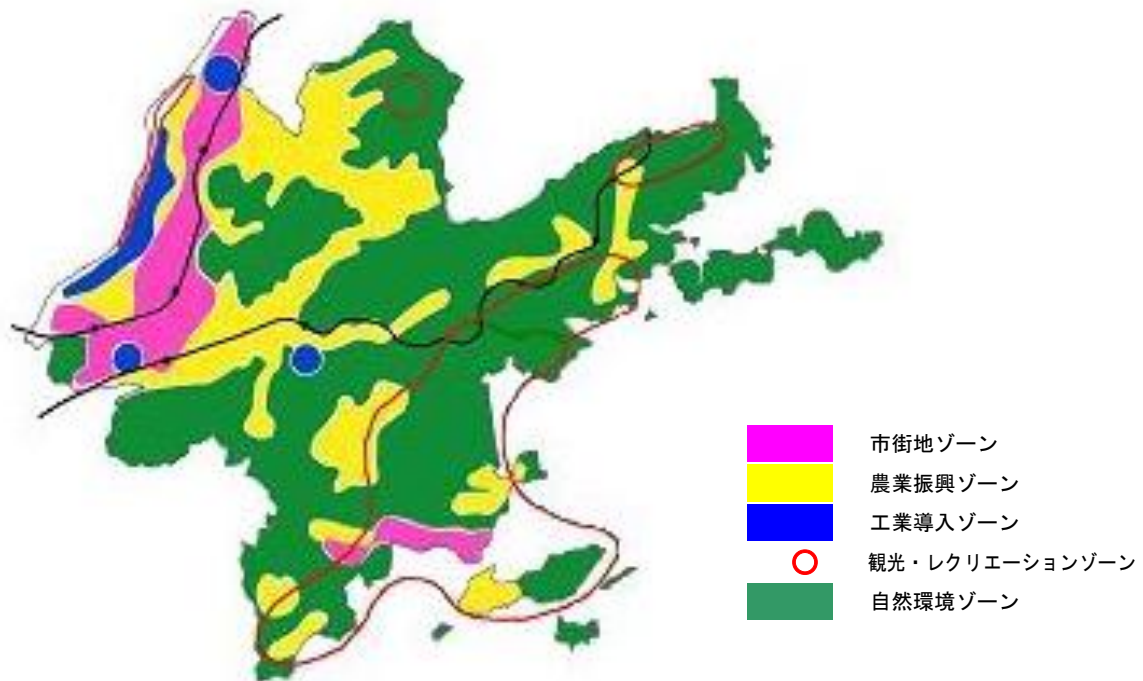 市街地ゾーン
農業振興ゾーン
工業導入ゾーン
観光・レクリエーションゾーン
自然環境ゾーン